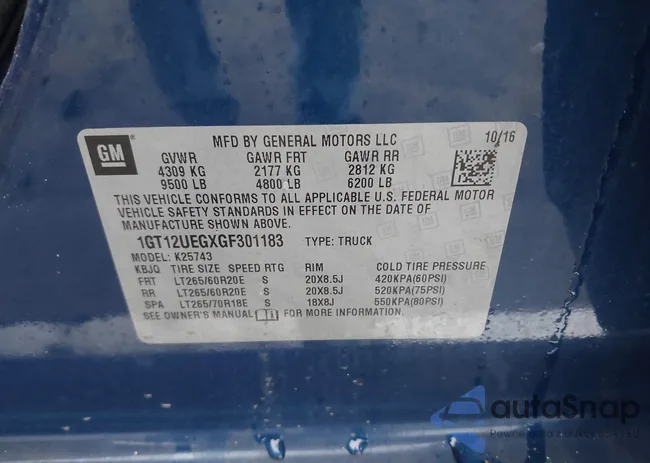 GM
MFD BY GENERAL MOTORS LLC 10/16
GVWR GAWR FRT GAWR RR
4309 KG 2177 KG 2812 KG
9500 LB 4800 LB 6200 LB
THIS VEHICLE CONFORMS TO ALL APPLICABLE U.S. FEDERAL MOTOR
VEHICLE SAFETY STANDARDS IN EFFECT ON THE DATE OF
MANUFACTURE SHOWN ABOVE.
1GT12UEGXGF301183 TYPE: TRUCK
MODEL: K25743
KBJQ TIRE SIZE SPEED RTG RIM COLD TIRE PRESSURE
FRT LT265/60R20E S 20X8.5J 420KPA(60PSI)
RR LT265/60R20E S 20X8.5J 520KPA(75PSI)
SPA LT265/70R18E S 18X8J 550KPA(80PSI)
SEE OWNER'S MANUAL FOR MORE INFORMATION.
autoSnap